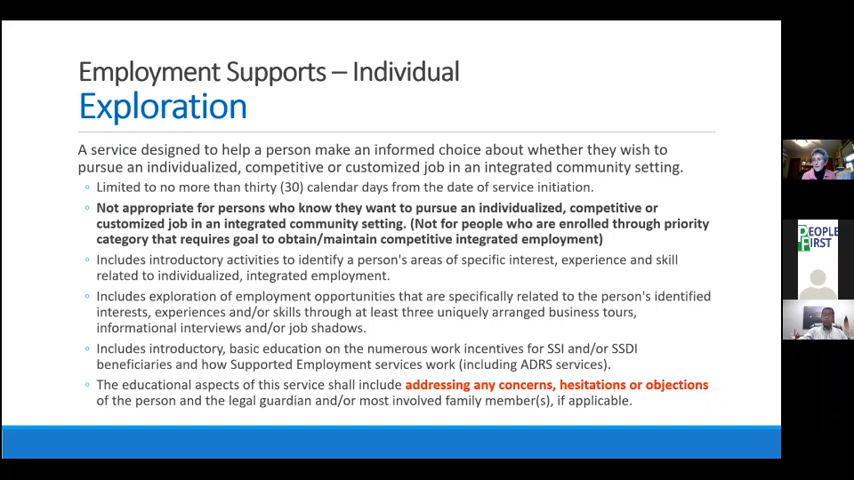 Employment Supports – Individual
Exploration
A service designed to help a person make an informed choice about whether they wish to
pursue an individualized, competitive or customized job in an integrated community setting.
◦ Limited to no more than thirty (30) calendar days from the date of service initiation.
◦ Not appropriate for persons who know they want to pursue an individualized, competitive or
customized job in an integrated community setting. (Not for people who are enrolled through priority
category that requires goal to obtain/maintain competitive integrated employment)
◦ Includes introductory activities to identify a person's areas of specific interest, experience and skill
related to individualized, integrated employment.
◦ Includes exploration of employment opportunities that are specifically related to the person's identified
interests, experiences and/or skills through at least three uniquely arranged business tours,
informational interviews and/or job shadows.
◦ Includes introductory, basic education on the numerous work incentives for SSI and/or SSDI
beneficiaries and how Supported Employment services work (including ADRS services).
◦ The educational aspects of this service shall include addressing any concerns, hesitations or objections
of the person and the legal guardian and/or most involved family member(s), if applicable.
PEOPLE
FIRST